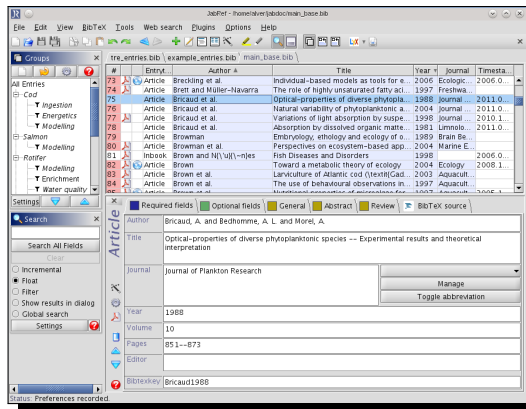 JabRef - /home/alver/jabdoc/main_base.bib
File Edit View BibTeX Tools Web search Plugins Options Help
Groups
tre_entries.bib example_entries.bib main_base.bib
# Entryt... Author Title Year Journal Timesta...
All Entries
Cod
Ingestion
Energetics
Modelling
Salmon
Modelling
Rotifer
Modelling
Enrichment
Water quality
Settings
73 Article Breckling et al. Individual-based models as tools for e... 2006 Ecologic... 2006.0...
74 Article Brett and Müller-Navarra The role of highly unsaturated fatty aci... 1997 Freshwa...
75 Article Bricaud et al. Optical-properties of diverse phytopla... 1988 Journal ... 2011.0...
76 Article Bricaud et al. Natural variability of phytoplanktonic a... 2004 Journal ... 2011.0...
77 Article Bricaud et al. Variations of light absorption by suspe... 1998 Journal ... 2010.1...
78 Article Bricaud et al. Absorption by dissolved organic matte... 1981 Limnolo... 2011.0...
79 Article Browman Embryology, ethology and ecology of o... 1989 Brain Be...
80 Article Browman et al. Perspectives on ecosystem-based app... 2004 Marine E...
81 Inbook Brown and N{\'\u}{\~n}es Fish Diseases and Disorders 1998 2006.0...
82 Article Brown Toward a metabolic theory of ecology 2004 Ecology 2008.1...
83 Article Brown et al. Larviculture of Atlantic cod (\textit{Gad... 2003 Aquacult...
84 Article Brown et al. The use of behavioural observations in... 1997 Aquacult...
Search
Search All Fields
Clear
Incremental
Float
Filter
Show results in dialog
Global search
Settings
Article
Required fields Optional fields General Abstract Review BibTeX source
Author Bricaud, A. and Bedhomme, A. L. and Morel, A.
Title Optical-properties of diverse phytoplanktonic species -- Experimental results and theoretical
interpretation
Journal Journal of Plankton Research
Manage
Toggle abbreviation
Year 1988
Volume 10
Pages 851--873
Editor
Bibtexkey Bricaud1988
Status: Preferences recorded.